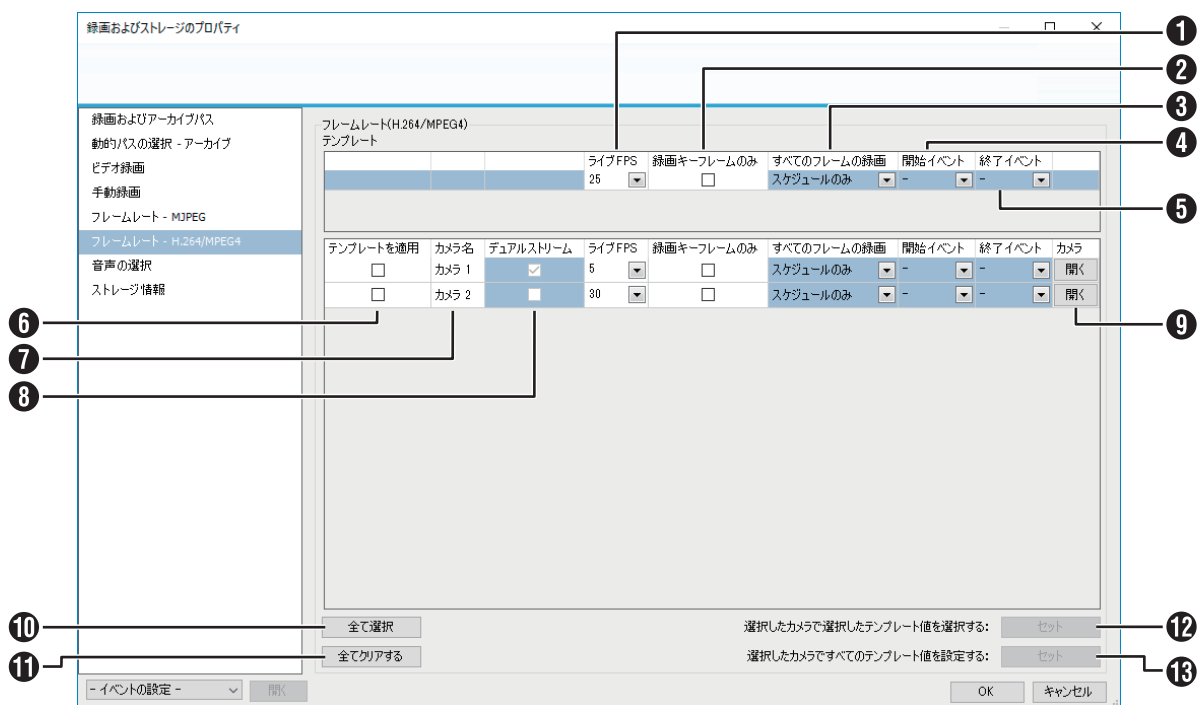 録画およびストレージのプロパティ
❶
❷
❸
❹
❺
録画およびアーカイブパス
動的パスの選択 - アーカイブ
ビデオ録画
手動録画
フレームレート - MJPEG
フレームレート - H.264/MPEG4
音声の選択
ストレージ情報
フレームレート(H.264/MPEG4)
テンプレート
ライブFPS 録画キーフレームのみ すべてのフレームの録画 開始イベント 終了イベント
25 スケジュールのみ - -
テンプレートを適用 カメラ名 デュアルストリーム ライブFPS 録画キーフレームのみ すべてのフレームの録画 開始イベント 終了イベント カメラ
カメラ 1 5 スケジュールのみ - - 開く
カメラ 2 30 スケジュールのみ - - 開く
❻
❼
❽
❾
❿ 全て選択 選択したカメラで選択したテンプレート値を選択する: セット ⓬
⓫ 全てクリアする 選択したカメラですべてのテンプレート値を設定する: セット ⓭
- イベントの設定 - 開く OK キャンセル